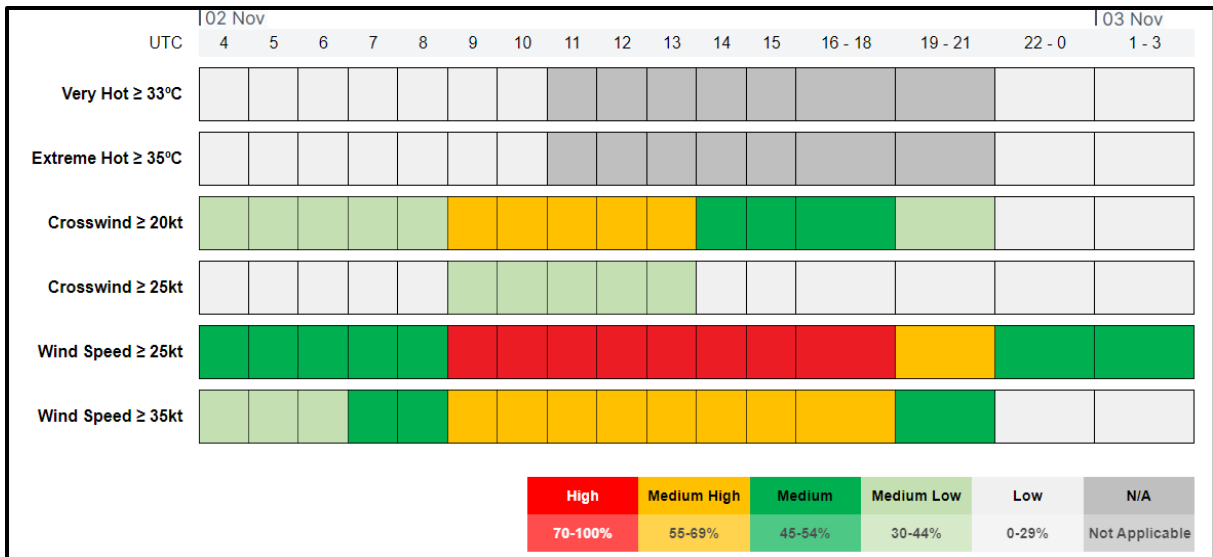 02 Nov 03 Nov
UTC 4 5 6 7 8 9 10 11 12 13 14 15 16 - 18 19 - 21 22 - 0 1 - 3
Very Hot ≥ 33ºC
Extreme Hot ≥ 35ºC
Crosswind ≥ 20kt
Crosswind ≥ 25kt
Wind Speed ≥ 25kt
Wind Speed ≥ 35kt
High Medium High Medium Medium Low Low N/A
70-100% 55-69% 45-54% 30-44% 0-29% Not Applicable